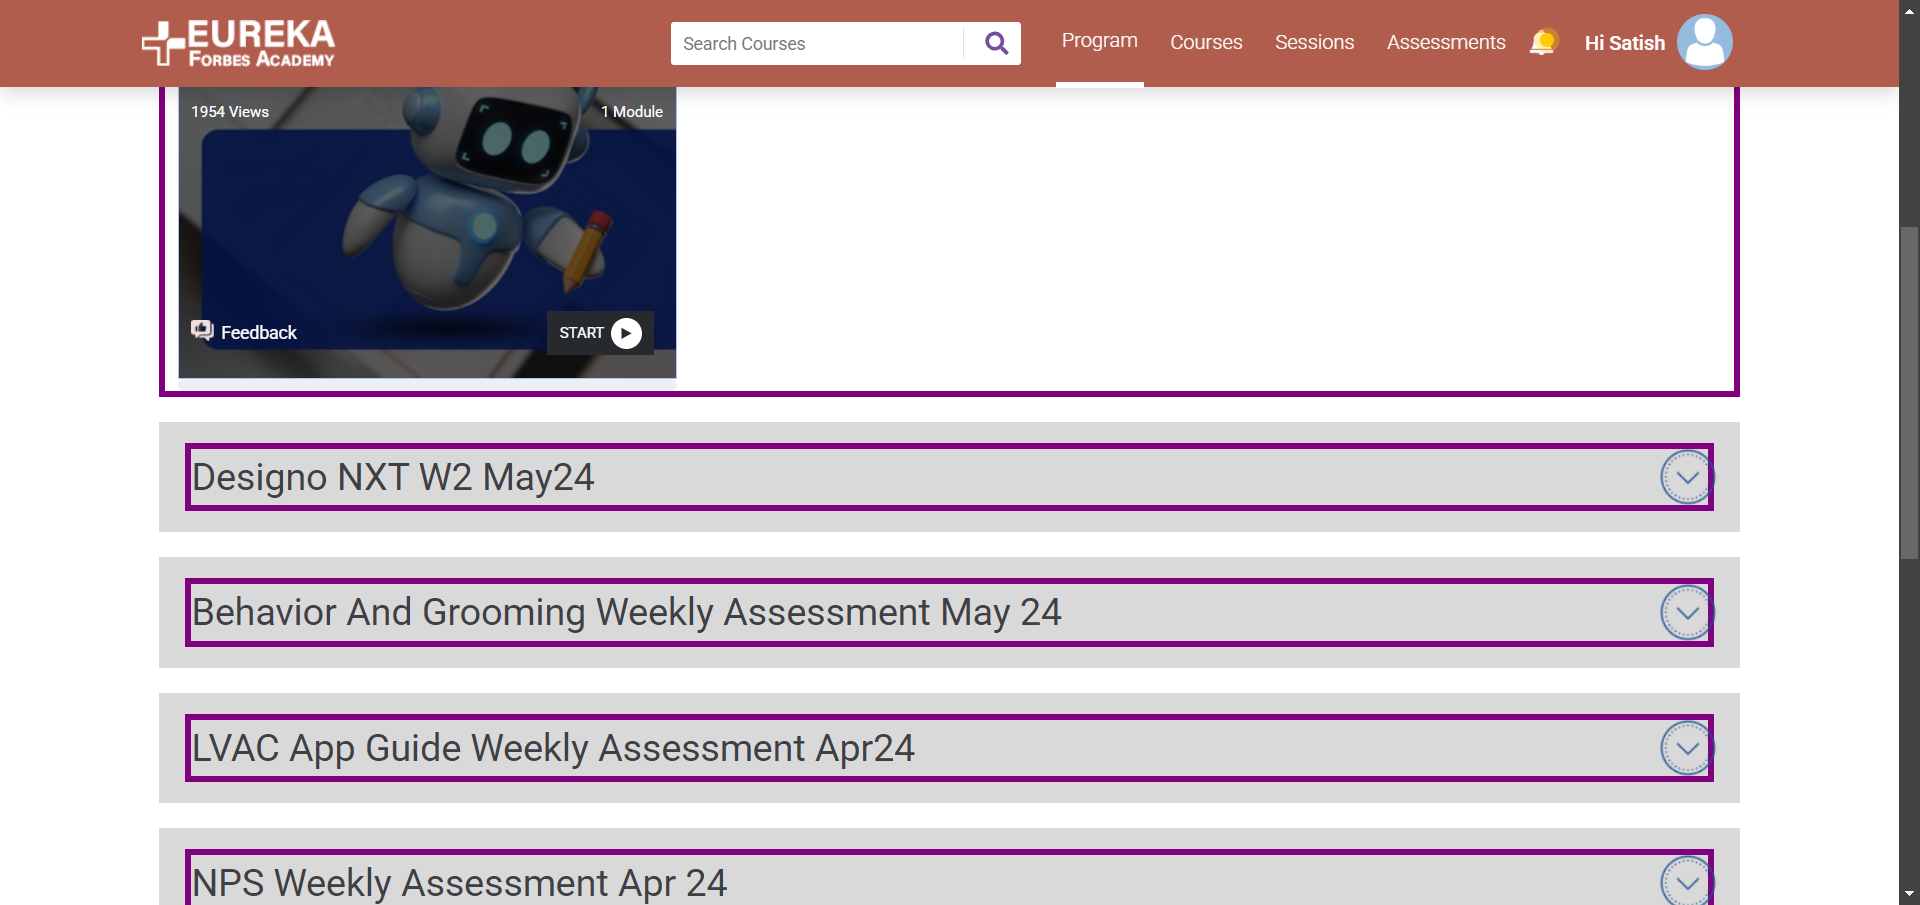 EUREKA
FORBES ACADEMY
Search Courses
Program
Courses
Sessions
Assessments
Hi Satish
1954 Views
1 Module
Feedback
START
Designo NXT W2 May24
Behavior And Grooming Weekly Assessment May 24
LVAC App Guide Weekly Assessment Apr24
NPS Weekly Assessment Apr 24